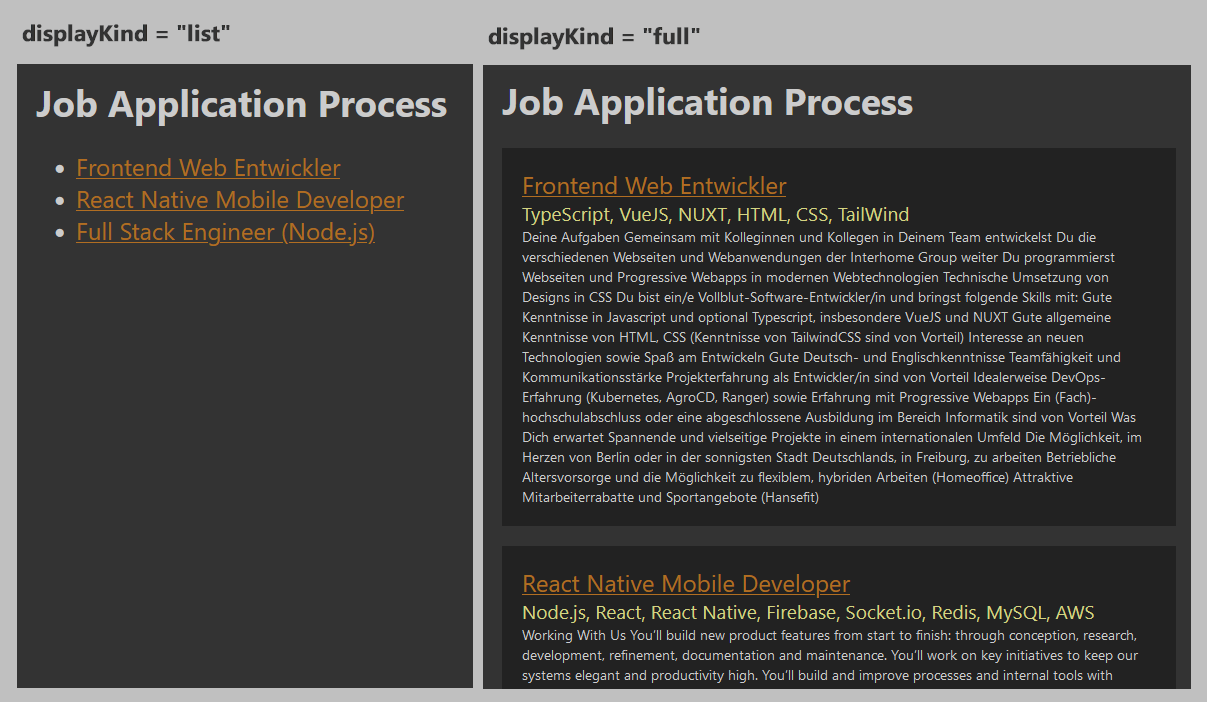 displayKind = "list"
Job Application Process
Frontend Web Entwickler
React Native Mobile Developer
Full Stack Engineer (Node.js)
displayKind = "full"
Job Application Process
Frontend Web Entwickler
TypeScript, VueJS, NUXT, HTML, CSS, TailWind
Deine Aufgaben Gemeinsam mit Kolleginnen und Kollegen in Deinem Team entwickelst Du die
verschiedenen Webseiten und Webanwendungen der Interhome Group weiter Du programmierst
Webseiten und Progressive Webapps in modernen Webtechnologien Technische Umsetzung von
Designs in CSS Du bist ein/e Vollblut-Software-Entwickler/in und bringst folgende Skills mit: Gute
Kenntnisse in Javascript und optional Typescript, insbesondere VueJS und NUXT Gute allgemeine
Kenntnisse von HTML, CSS (Kenntnisse von TailwindCSS sind von Vorteil) Interesse an neuen
Technologien sowie Spaß am Entwickeln Gute Deutsch- und Englischkenntnisse Teamfähigkeit und
Kommunikationsstärke Projekterfahrung als Entwickler/in sind von Vorteil Idealerweise DevOps-
Erfahrung (Kubernetes, AgroCD, Ranger) sowie Erfahrung mit Progressive Webapps Ein (Fach)-
hochschulabschluss oder eine abgeschlossene Ausbildung im Bereich Informatik sind von Vorteil Was
Dich erwartet Spannende und vielseitige Projekte in einem internationalen Umfeld Die Möglichkeit, im
Herzen von Berlin oder in der sonnigsten Stadt Deutschlands, in Freiburg, zu arbeiten Betriebliche
Altersvorsorge und die Möglichkeit zu flexiblem, hybriden Arbeiten (Homeoffice) Attraktive
Mitarbeiterrabatte und Sportangebote (Hansefit)
React Native Mobile Developer
Node.js, React, React Native, Firebase, Socket.io, Redis, MySQL, AWS
Working With Us You'll build new product features from start to finish: through conception, research,
development, refinement, documentation and maintenance. You'll work on key initiatives to keep our
systems elegant and productivity high. You'll build and improve processes and internal tools with